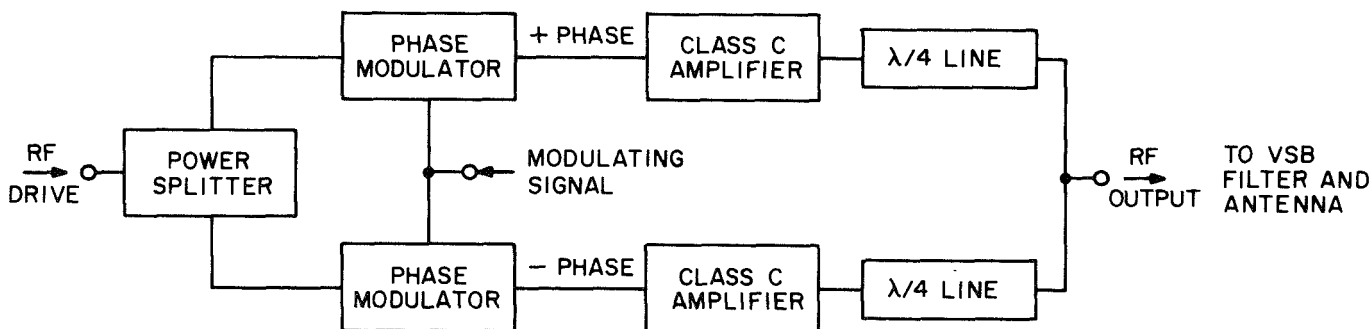 RF
DRIVE
POWER
SPLITTER
PHASE
MODULATOR
+ PHASE
CLASS C
AMPLIFIER
λ/4 LINE
MODULATING
SIGNAL
PHASE
MODULATOR
− PHASE
CLASS C
AMPLIFIER
λ/4 LINE
RF
OUTPUT
TO VSB
FILTER AND
ANTENNA